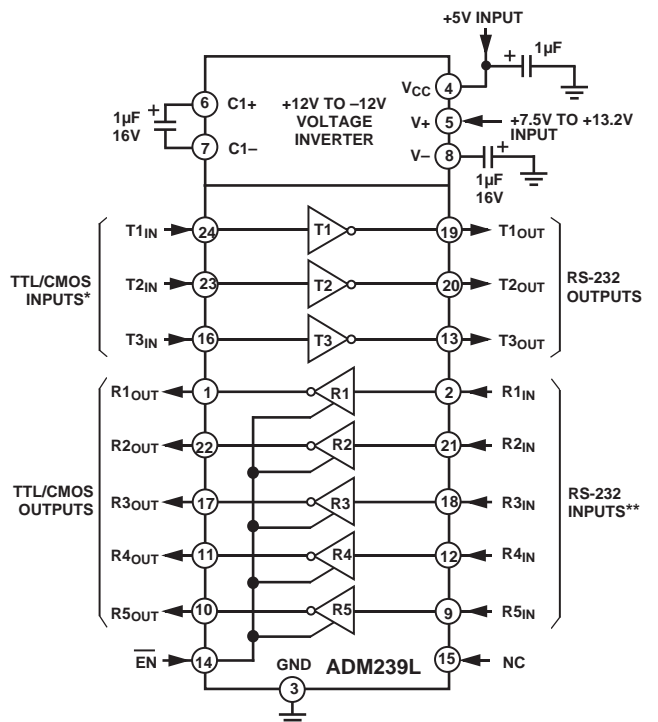 +5V INPUT
1µF
+
VCC
4
6
C1+
+12V TO –12V
VOLTAGE
INVERTER
V+
5
+7.5V TO +13.2V
INPUT
1µF
16V
+
7
C1–
V–
8
+
1µF
16V
TTL/CMOS
INPUTS*
T1IN
24
T1
19
T1OUT
T2IN
23
T2
20
T2OUT
RS-232
OUTPUTS
T3IN
16
T3
13
T3OUT
TTL/CMOS
OUTPUTS
R1OUT
1
R1
2
R1IN
R2OUT
22
R2
21
R2IN
R3OUT
17
R3
18
R3IN
RS-232
INPUTS**
R4OUT
11
R4
12
R4IN
R5OUT
10
R5
9
R5IN
EN
14
GND
3
ADM239L
15
NC